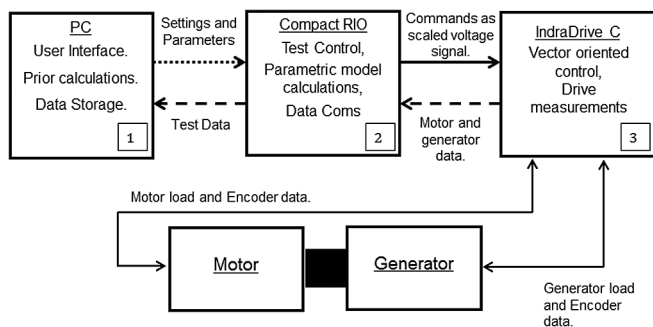 PC
User Interface.
Prior calculations.
Data Storage.
1
Settings and
Parameters
Test Data
Compact RIO
Test Control,
Parametric model
calculations,
Data Coms
2
Commands as
scaled voltage
signal.
Motor and
generator
data.
IndraDrive C
Vector oriented
control,
Drive
measurements
3
Motor load and Encoder data.
Motor
Generator
Generator load
and Encoder
data.